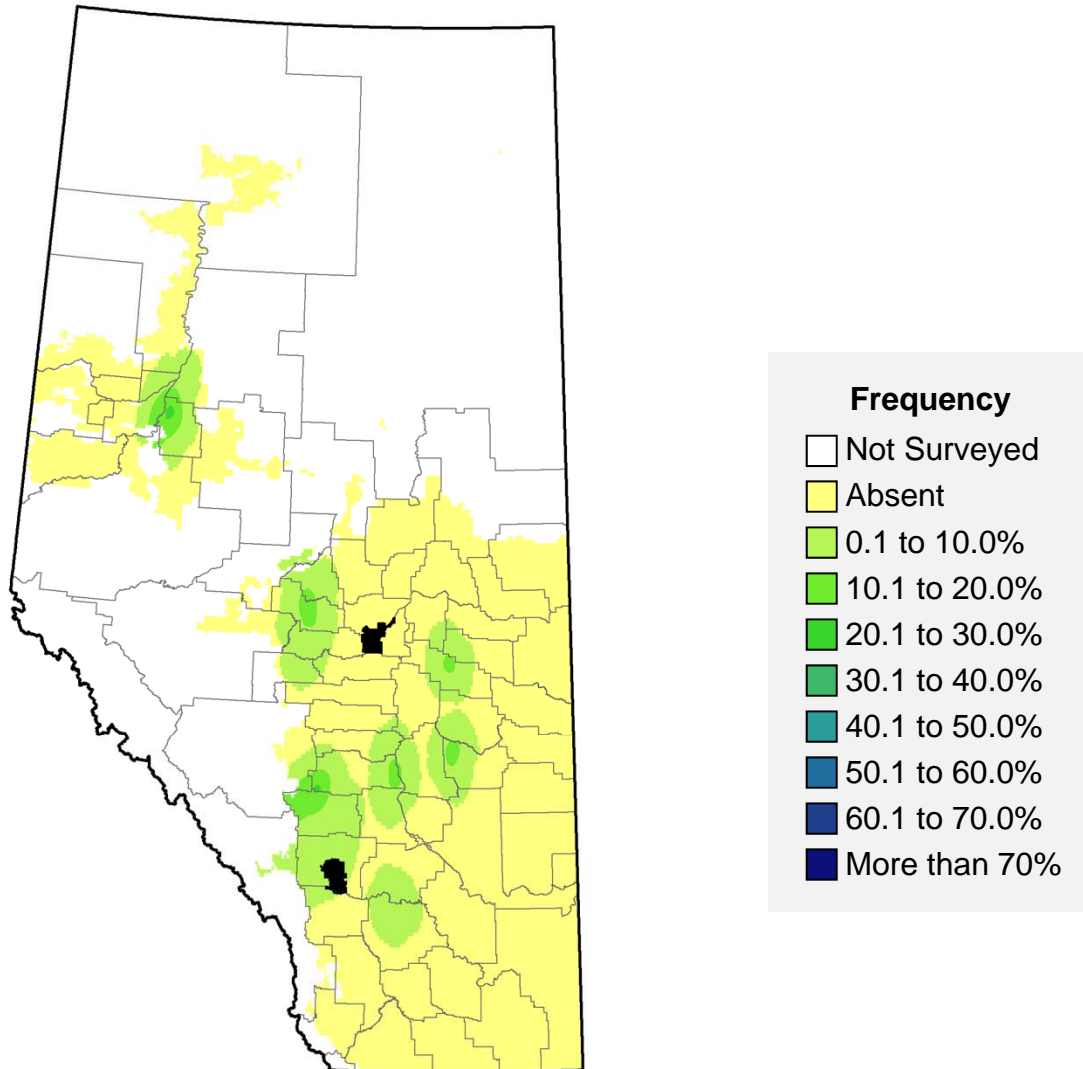 Frequency
Not Surveyed
Absent
0.1 to 10.0%
10.1 to 20.0%
20.1 to 30.0%
30.1 to 40.0%
40.1 to 50.0%
50.1 to 60.0%
60.1 to 70.0%
More than 70%